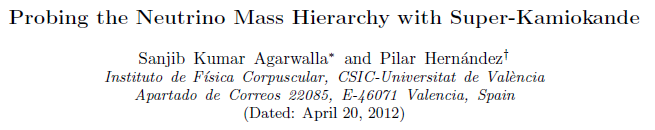 Probing the Neutrino Mass Hierarchy with Super-Kamiokande
Sanjib Kumar Agarwalla* and Pilar Hernández†
Instituto de Física Corpuscular, CSIC-Universitat de València
Apartado de Correos 22085, E-46071 Valencia, Spain
(Dated: April 20, 2012)